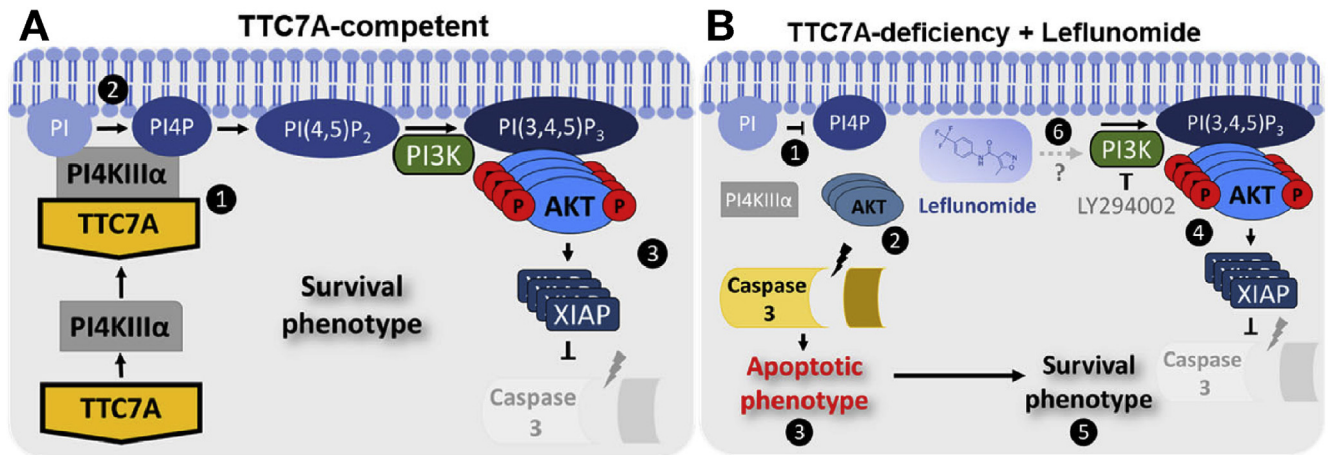 A
TTC7A-competent
2
PI
PI4P
PI(4,5)P2
PI(3,4,5)P3
PI3K
PI4KIIIα
1
TTC7A
P
AKT
P
3
Survival
phenotype
XIAP
PI4KIIIα
Caspase
3
TTC7A
B
TTC7A-deficiency + Leflunomide
PI
PI4P
1
6
PI(3,4,5)P3
PI3K
F
F
F
O
N
H
N
O
?
PI4KIIIα
AKT
2
Leflunomide
LY294002
P
AKT
P
4
Caspase
3
XIAP
Apoptotic
phenotype
3
Survival
phenotype
5
Caspase
3